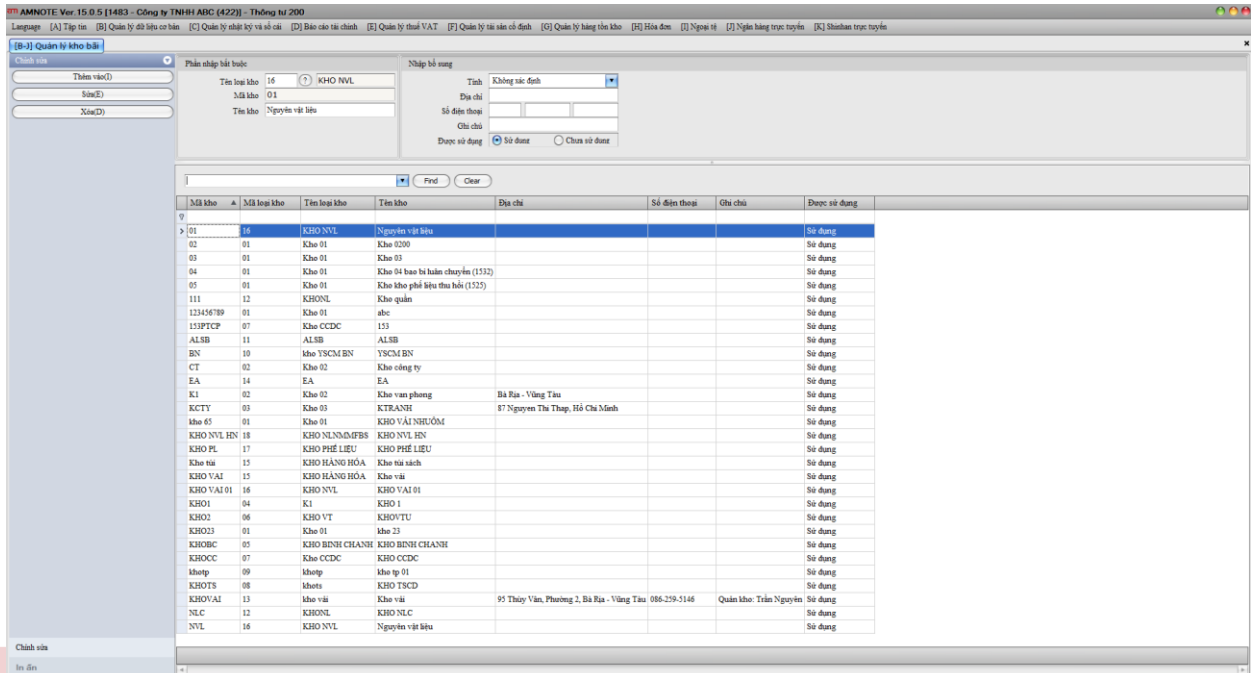 AMNOTE Ver.15.0.5 [1483 - Công ty TNHH ABC (422)] - Thông tư 200
Language [A] Tập tin [B] Quản lý dữ liệu cơ bản [C] Quản lý nhật ký và sổ cái [D] Báo cáo tài chính [E] Quản lý thuế VAT [F] Quản lý tài sản cố định [G] Quản lý hàng tồn kho [H] Hóa đơn [I] Ngoại tệ [J] Ngân hàng trực tuyến [K] Shinhan trực tuyến
[B-J] Quản lý kho bãi
Chỉnh sửa
Thêm vào(I)
Sửa(E)
Xóa(D)
Phần nhập bắt buộc
Tên loại kho 16 ? KHO NVL
Mã kho 01
Tên kho Nguyên vật liệu
Nhập bổ sung
Tỉnh Không xác định
Địa chỉ
Số điện thoại
Ghi chú
Được sử dụng Sử dụng Chưa sử dụng
Find Clear
Mã kho Mã loại kho Tên loại kho Tên kho Địa chỉ Số điện thoại Ghi chú Được sử dụng
01 16 KHO NVL Nguyên vật liệu Sử dụng
02 01 Kho 01 Kho 0200 Sử dụng
03 01 Kho 01 Kho 03 Sử dụng
04 01 Kho 01 Kho 04 bao bì luân chuyển (1532) Sử dụng
05 01 Kho 01 Kho kho phế liệu thu hồi (1525) Sử dụng
111 12 KHONL Kho quần Sử dụng
123456789 01 Kho 01 abc Sử dụng
153PTCP 07 Kho CCDC 153 Sử dụng
ALSB 11 ALSB ALSB Sử dụng
BN 10 kho YSCM BN YSCM BN Sử dụng
CT 02 Kho 02 Kho công ty Sử dụng
EA 14 EA EA Sử dụng
K1 02 Kho 02 Kho van phong Bà Rịa - Vũng Tàu Sử dụng
KCTY 03 Kho 03 KTRANH 87 Nguyen Thi Thap, Hồ Chí Minh Sử dụng
kho 65 01 Kho 01 KHO VẢI NHUỘM Sử dụng
KHO NVL HN 18 KHO NLNMMFBS KHO NVL HN Sử dụng
KHO PL 17 KHO PHẾ LIỆU KHO PHẾ LIỆU Sử dụng
Kho túi 15 KHO HÀNG HÓA Kho túi xách Sử dụng
KHO VAI 15 KHO HÀNG HÓA Kho vải Sử dụng
KHO VAI 01 16 KHO NVL KHO VAI 01 Sử dụng
KHO1 04 K1 KHO 1 Sử dụng
KHO2 06 KHO VT KHOVTU Sử dụng
KHO23 01 Kho 01 kho 23 Sử dụng
KHOBC 05 KHO BINH CHANH KHO BINH CHANH Sử dụng
KHOCC 07 Kho CCDC KHO CCDC Sử dụng
khotp 09 khotp kho tp 01 Sử dụng
KHOTS 08 khots KHO TSCD Sử dụng
KHOVAI 13 kho vải Kho vải 95 Thùy Vân, Phường 2, Bà Rịa - Vũng Tàu 086-259-5146 Quản kho: Trần Nguyên Sử dụng
NLC 12 KHONL KHO NLC Sử dụng
NVL 16 KHO NVL Nguyên vật liệu Sử dụng
Chỉnh sửa
In ấn